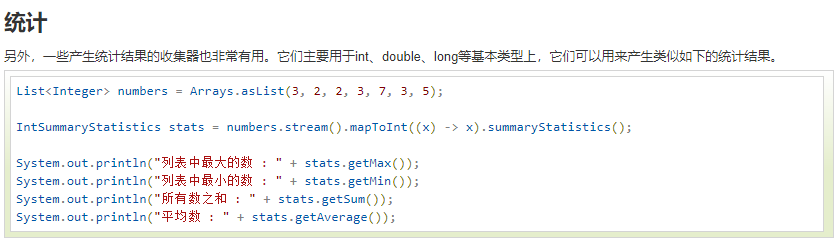 统计
另外，一些产生统计结果的收集器也非常有用。它们主要用于int、double、long等基本类型上，它们可以用来产生类似如下的统计结果。
List<Integer> numbers = Arrays.asList(3, 2, 2, 3, 7, 3, 5);
IntSummaryStatistics stats = numbers.stream().mapToInt((x) -> x).summaryStatistics();
System.out.println("列表中最大的数 : " + stats.getMax());
System.out.println("列表中最小的数 : " + stats.getMin());
System.out.println("所有数之和 : " + stats.getSum());
System.out.println("平均数 : " + stats.getAverage());